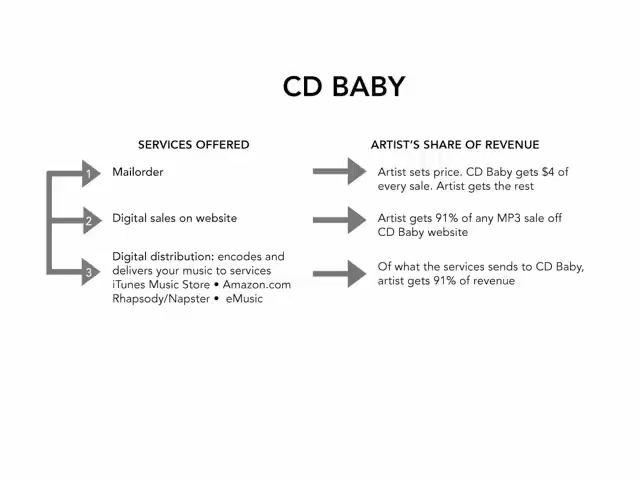 CD BABY
SERVICES OFFERED
ARTIST'S SHARE OF REVENUE
1
Mailorder
Artist sets price. CD Baby gets $4 of
every sale. Artist gets the rest
2
Digital sales on website
Artist gets 91% of any MP3 sale off
CD Baby website
3
Digital distribution: encodes and
delivers your music to services
iTunes Music Store • Amazon.com
Rhapsody/Napster • eMusic
Of what the services sends to CD Baby,
artist gets 91% of revenue